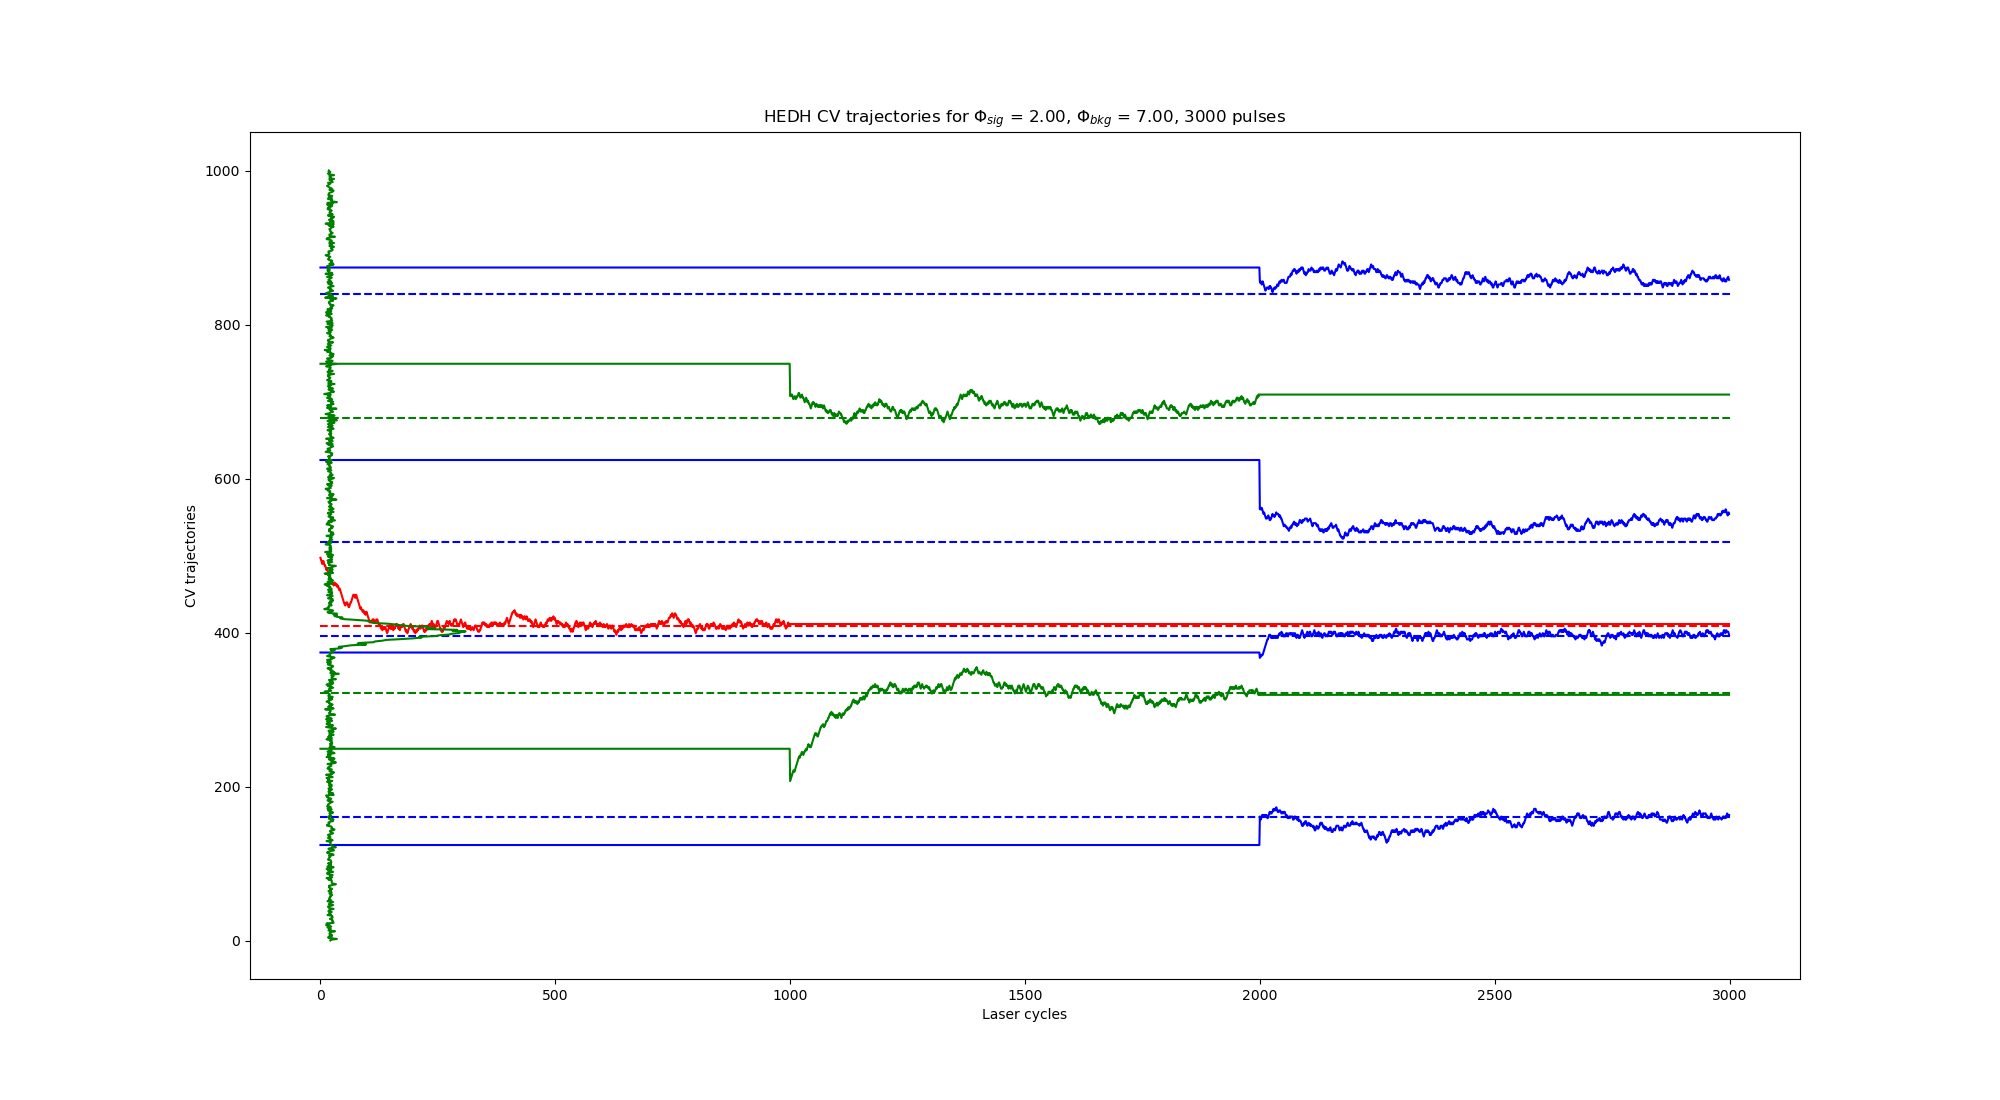 HEDH CV trajectories for Φsig = 2.00, Φbkg = 7.00, 3000 pulses
1000
800
600
400
200
0
CV trajectories
0 500 1000 1500 2000 2500 3000
Laser cycles